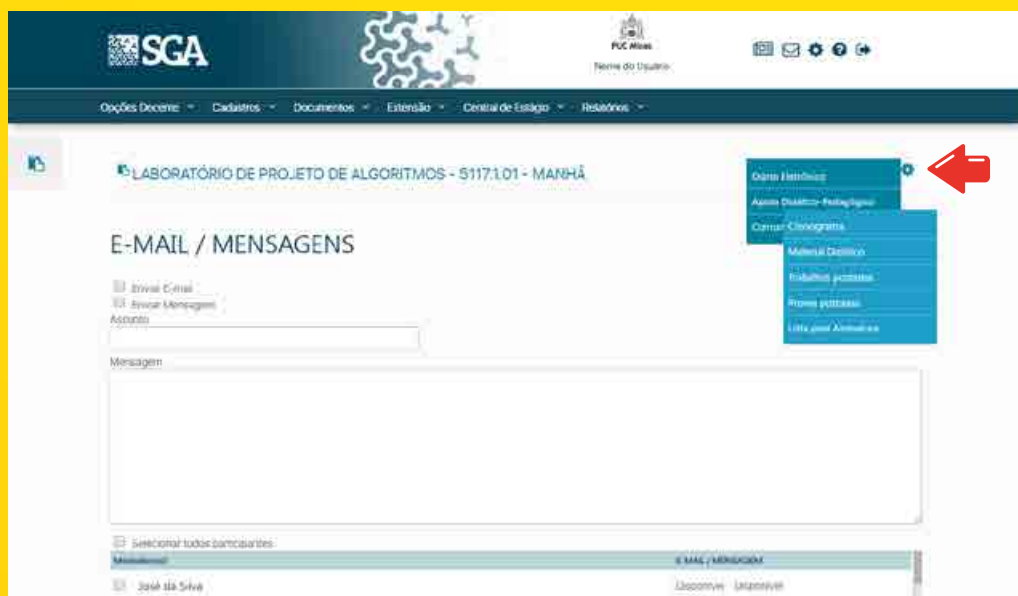 SGA
PUC Minas
Nome do Usuário
Opções Docente Cadastros Documentos Extensão Central de Estágio Relatórios
LABORATÓRIO DE PROJETO DE ALGORITMOS - 5117.1.01 - MANHÃ
Diário Eletrônico
Apoio Didático-Pedagógico
Cronograma
Material Didático
Trabalhos postados
Provas postadas
Lista para Assinatura
E-MAIL / MENSAGENS
Enviar E-mail
Enviar Mensagem
Assunto
Mensagem
Selecionar todos participantes
E-MAIL / MENSAGEM
José da Silva Disponível Disponível